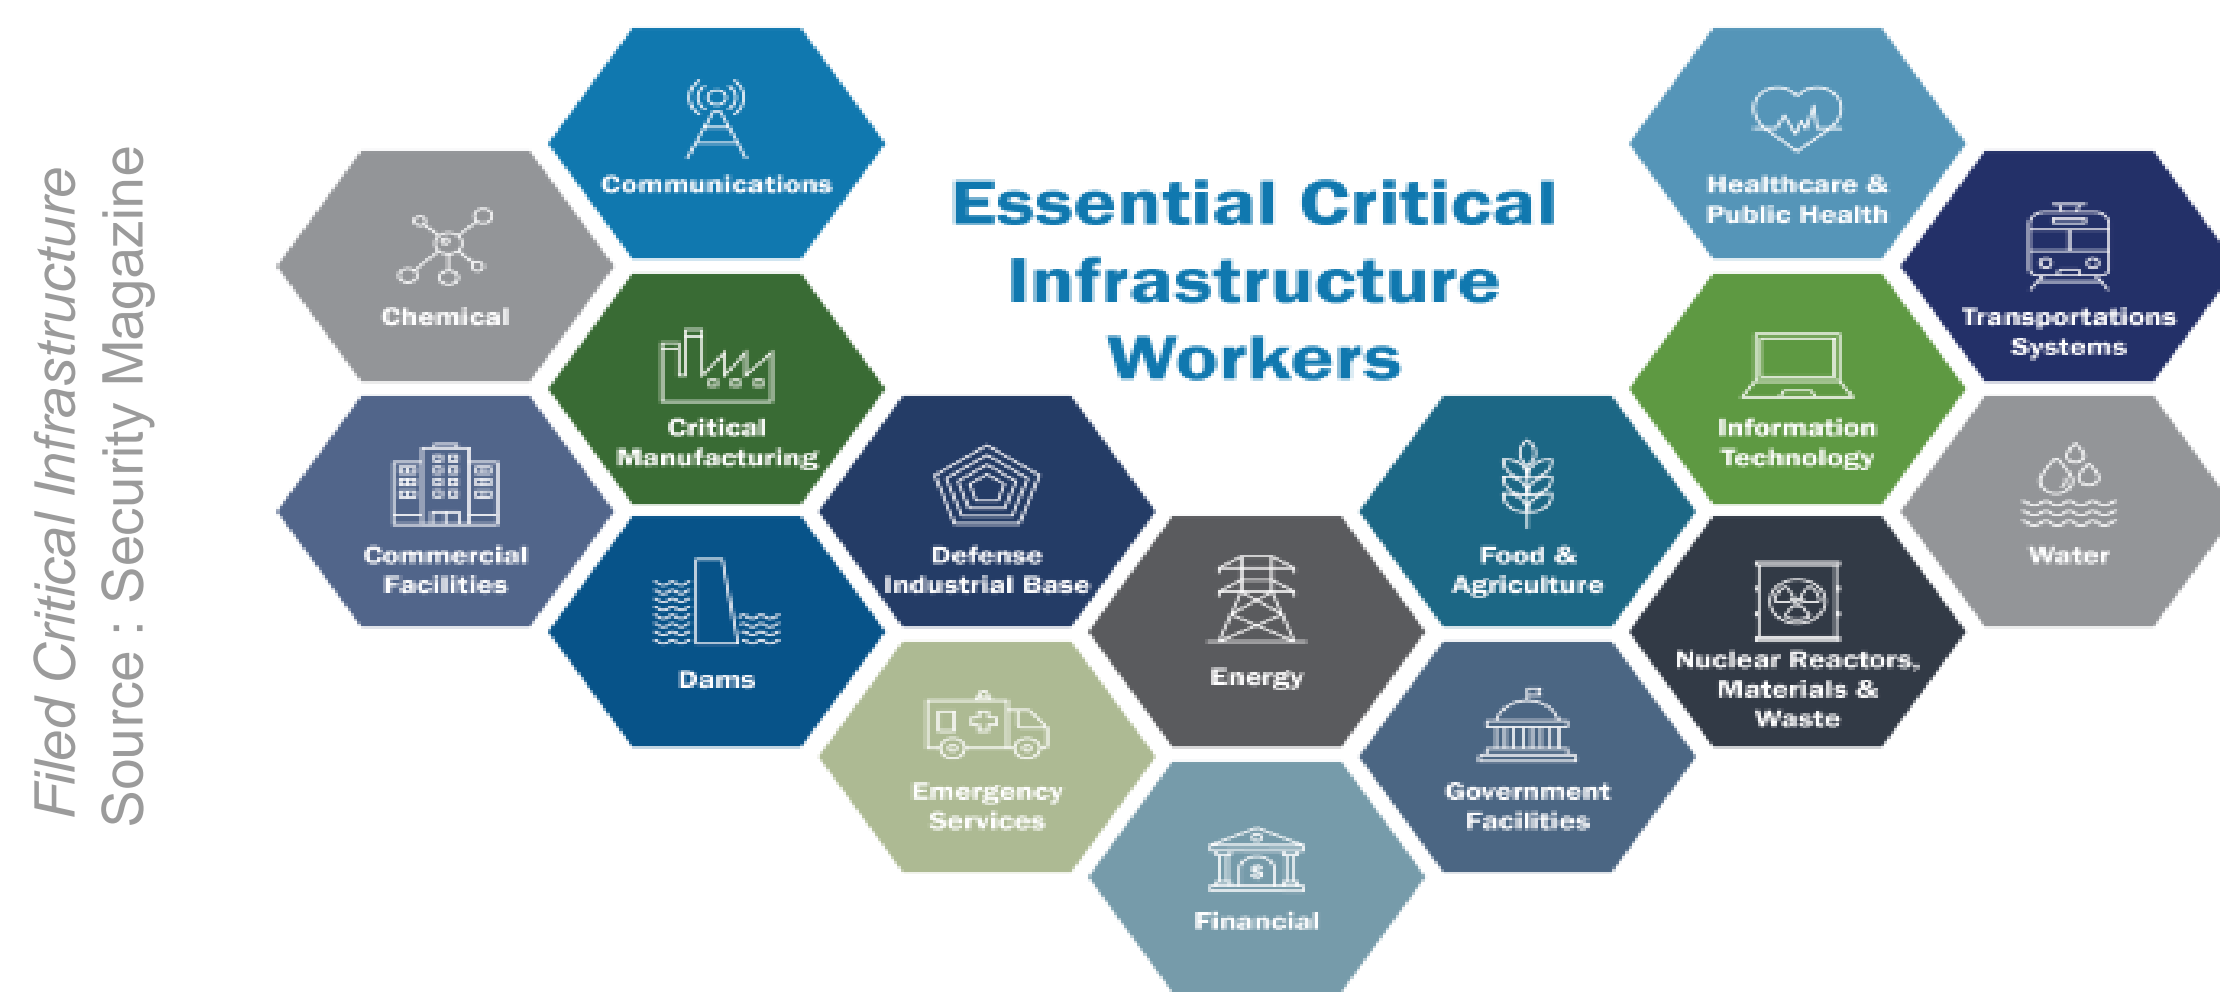 Filed Critical Infrastructure
Source : Security Magazine
Essential Critical
Infrastructure
Workers
Chemical
Commercial
Facilities
Communications
Critical
Manufacturing
Dams
Defense
Industrial Base
Emergency
Services
Energy
Financial
Food &
Agriculture
Government
Facilities
Healthcare &
Public Health
Information
Technology
Nuclear Reactors,
Materials &
Waste
Transportations
Systems
Water